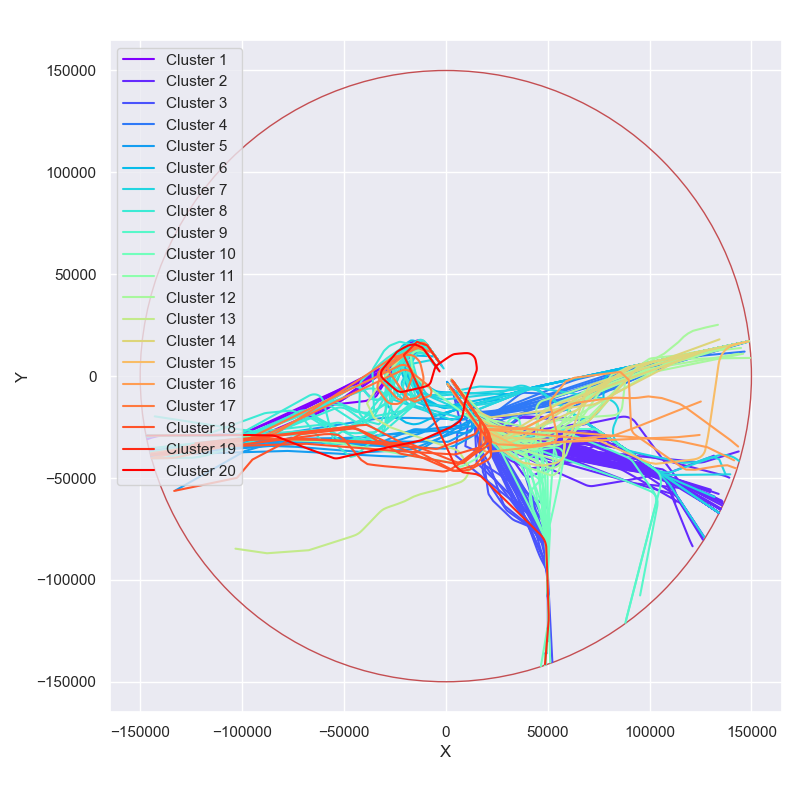 Cluster 1
Cluster 2
Cluster 3
Cluster 4
Cluster 5
Cluster 6
Cluster 7
Cluster 8
Cluster 9
Cluster 10
Cluster 11
Cluster 12
Cluster 13
Cluster 14
Cluster 15
Cluster 16
Cluster 17
Cluster 18
Cluster 19
Cluster 20
150000
100000
50000
0
−50000
−100000
−150000
Y
−150000 −100000 −50000 0 50000 100000 150000
X